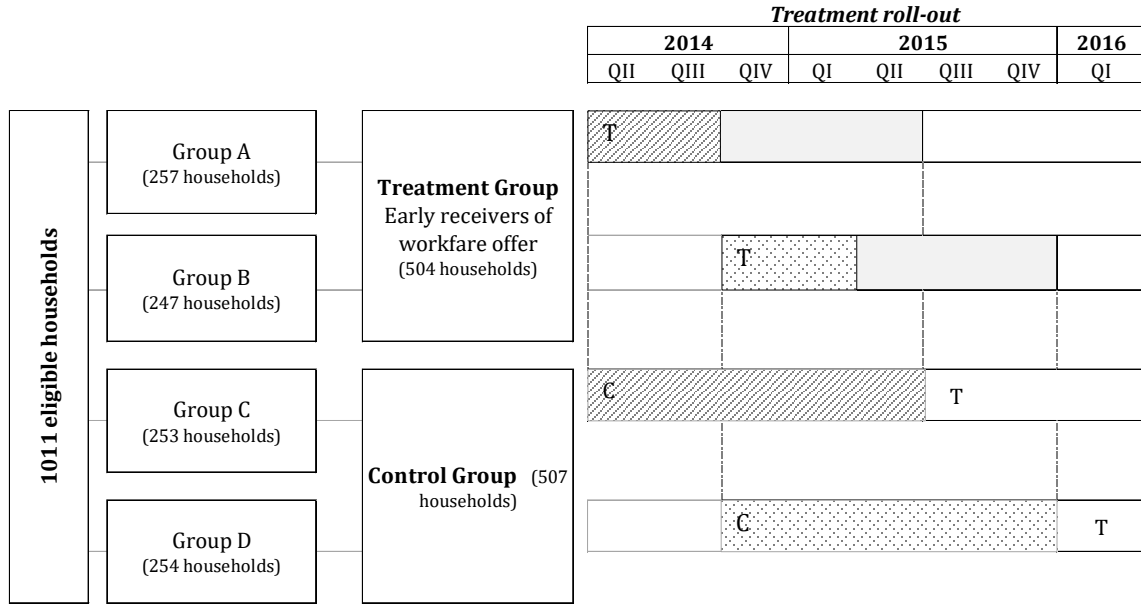 Treatment roll-out
2014 2015 2016
QII QIII QIV QI QII QIII QIV QI
1011 eligible households
Group A
(257 households)
Treatment Group
Early receivers of
workfare offer
(504 households)
T
Group B
(247 households)
T
Group C
(253 households)
C T
Control Group (507
households)
Group D
(254 households)
C T